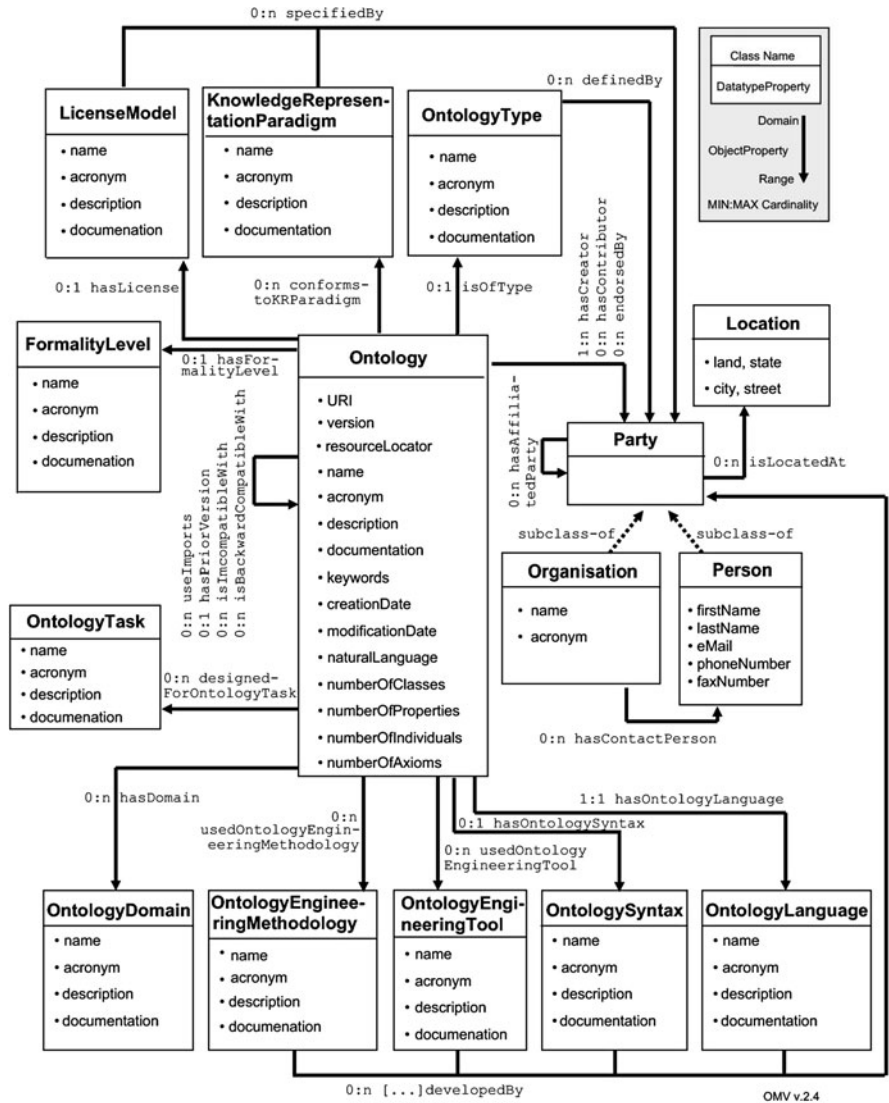 0:n specifiedBy
LicenseModel
• name
• acronym
• description
• documenation
KnowledgeRepresen-
tationParadigm
• name
• acronym
• description
• documentation
0:n definedBy
OntologyType
• name
• acronym
• description
• documentation
Class Name
DatatypeProperty
Domain
ObjectProperty
Range
MIN:MAX Cardinality
0:1 hasLicense
0:n conforms-
toKRParadigm
0:1 isOfType
1:n hasCreator
0:n hasContributor
0:n endorsedBy
Location
• land, state
• city, street
FormalityLevel
• name
• acronym
• description
• documenation
0:1 hasFor-
malityLevel
Ontology
• URI
• version
• resourceLocator
• name
• acronym
• description
• documentation
• keywords
• creationDate
• modificationDate
• naturalLanguage
• numberOfClasses
• numberOfProperties
• numberOfIndividuals
• numberOfAxioms
0:n useImports
0:1 hasPriorVersion
0:n isImcompatibleWith
0:n isBackwardCompatibleWith
0:n hasAffilia-
tedParty
Party
0:n isLocatedAt
subclass-of
subclass-of
Organisation
• name
• acronym
Person
• firstName
• lastName
• eMail
• phoneNumber
• faxNumber
0:n hasContactPerson
OntologyTask
• name
• acronym
• description
• documenation
0:n designed-
ForOntologyTask
0:n hasDomain
0:n
usedOntologyEngin-
eeringMethodology
0:n usedOntology
EngineeringTool
0:1 hasOntologySyntax
1:1 hasOntologyLanguage
OntologyDomain
• name
• acronym
• description
• documentation
OntologyEnginee-
ringMethodology
• name
• acronym
• description
• documenation
OntologyEngi-
neeringTool
• name
• acronym
• description
• documenation
OntologySyntax
• name
• acronym
• description
• documentation
OntologyLanguage
• name
• acronym
• description
• documentation
0:n [...]developedBy
OMV v.2.4